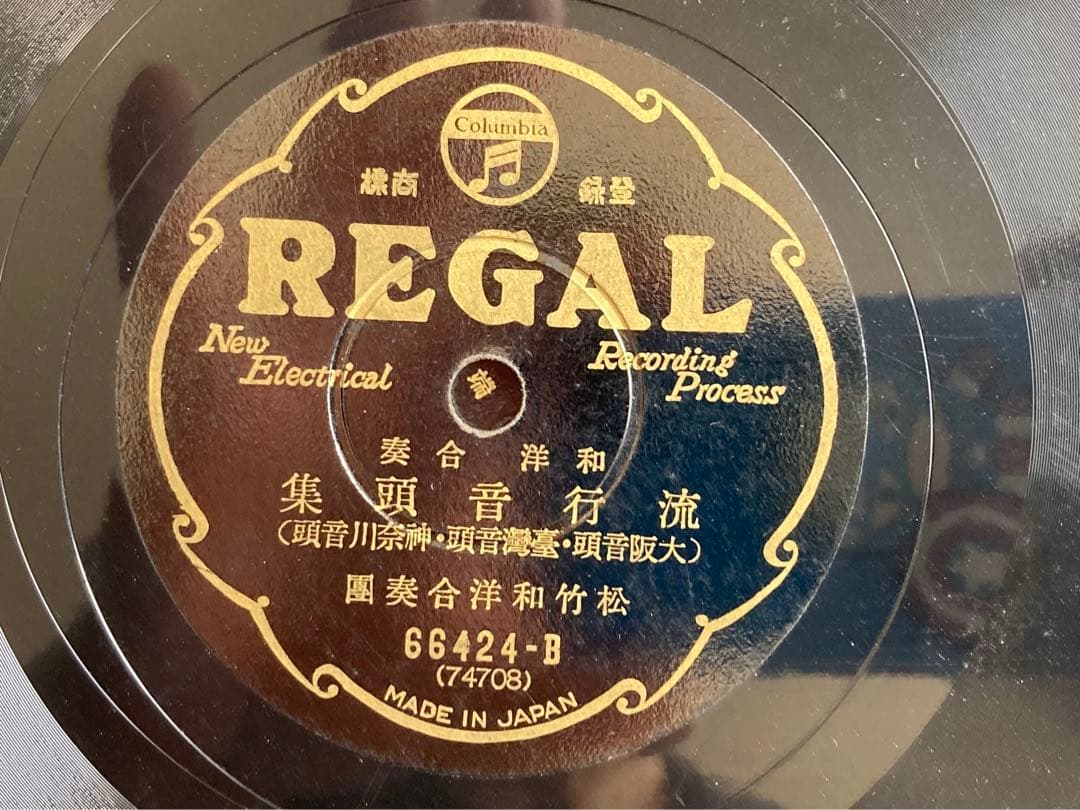 Columbia
登録 商標
REGAL
New Electrical
Recording Process
和洋合奏
流行音頭集
(大阪音頭・臺灣音頭・神奈川音頭)
松竹和洋合奏團
66424-B
(74708)
MADE IN JAPAN